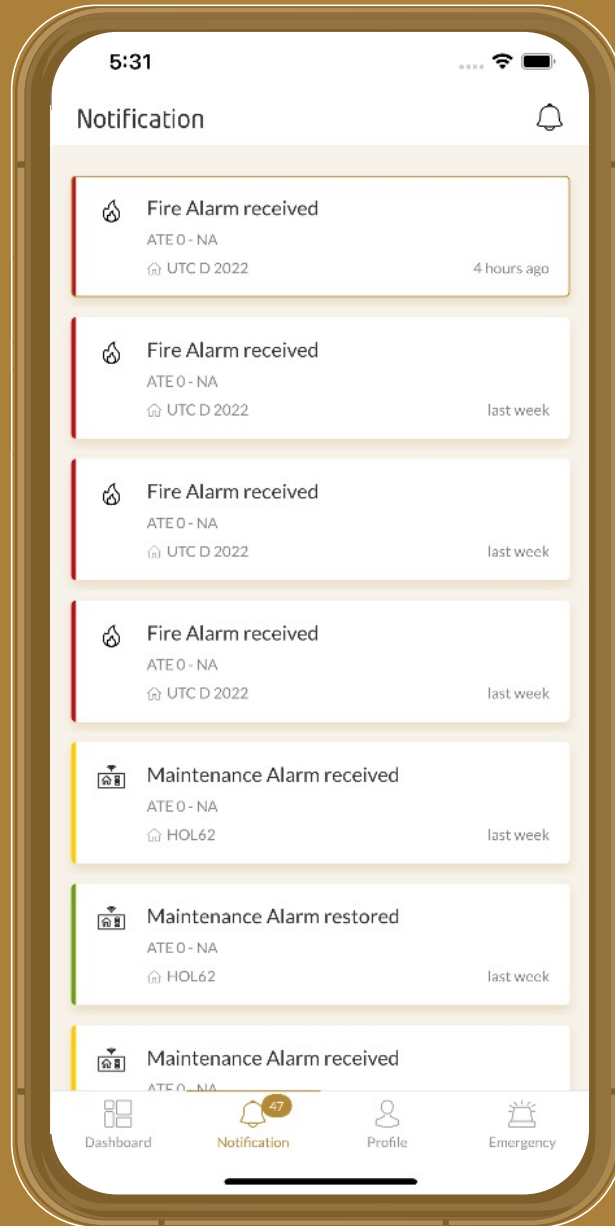 5:31
Notification
Fire Alarm received
ATE 0 - NA
UTC D 2022
4 hours ago
Fire Alarm received
ATE 0 - NA
UTC D 2022
last week
Fire Alarm received
ATE 0 - NA
UTC D 2022
last week
Fire Alarm received
ATE 0 - NA
UTC D 2022
last week
Maintenance Alarm received
ATE 0 - NA
HOL62
last week
Maintenance Alarm restored
ATE 0 - NA
HOL62
last week
Maintenance Alarm received
ATE 0 - NA
47
Dashboard
Notification
Profile
Emergency